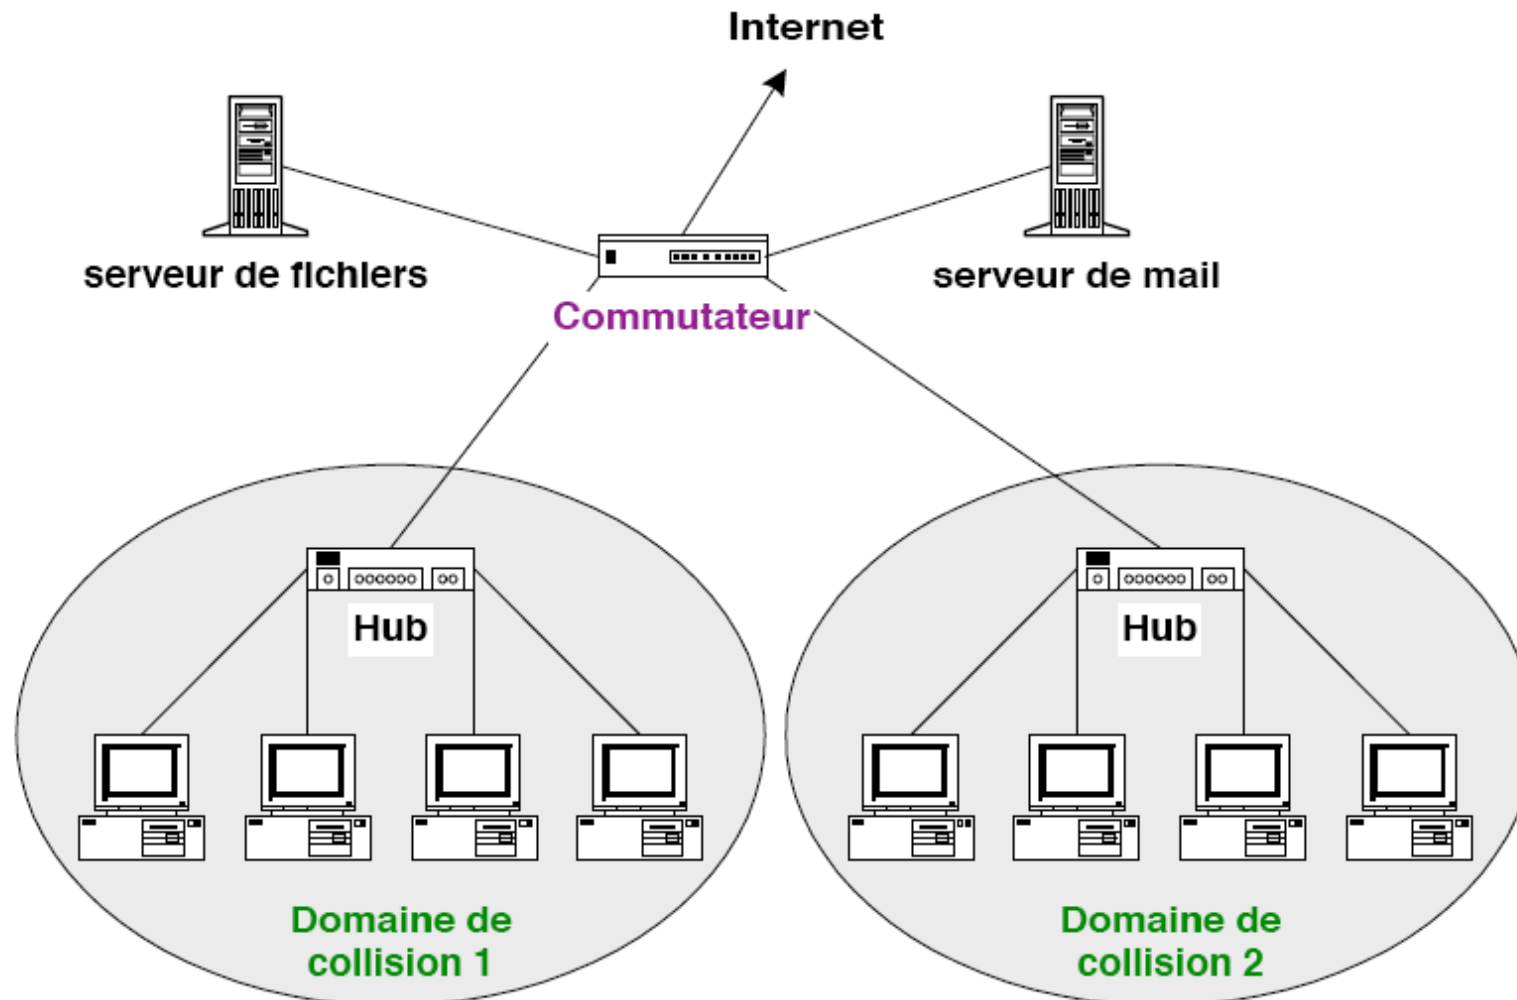 Internet
serveur de fichiers
serveur de mail
Commutateur
Hub
Hub
Domaine de
collision 1
Domaine de
collision 2